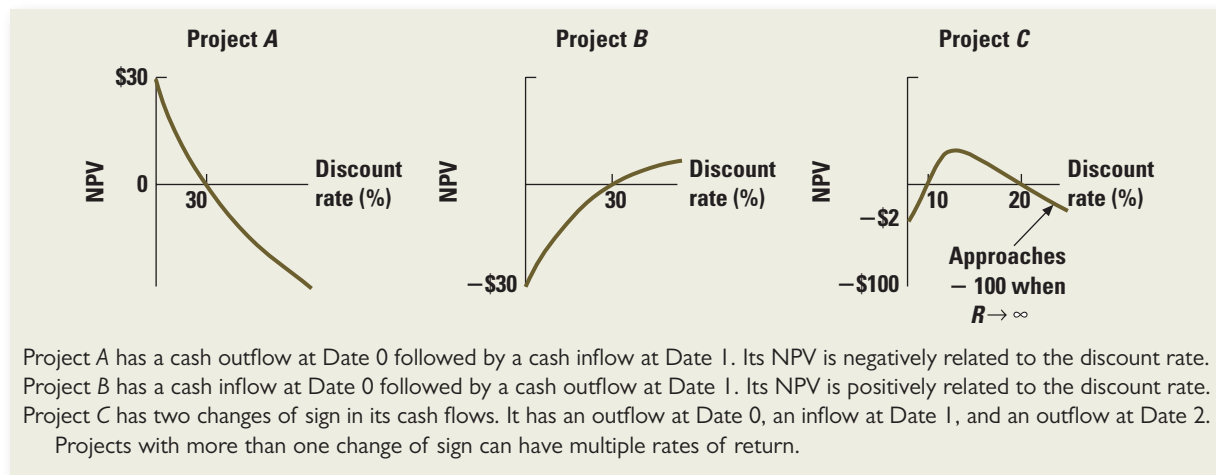 Project A
$30
NPV
0
30
Discount
rate (%)
Project B
NPV
30
Discount
rate (%)
−$30
Project C
NPV
10
20
Discount
rate (%)
−$2
−$100
Approaches
− 100 when
R → ∞
Project A has a cash outflow at Date 0 followed by a cash inflow at Date 1. Its NPV is negatively related to the discount rate.
Project B has a cash inflow at Date 0 followed by a cash outflow at Date 1. Its NPV is positively related to the discount rate.
Project C has two changes of sign in its cash flows. It has an outflow at Date 0, an inflow at Date 1, and an outflow at Date 2.
Projects with more than one change of sign can have multiple rates of return.